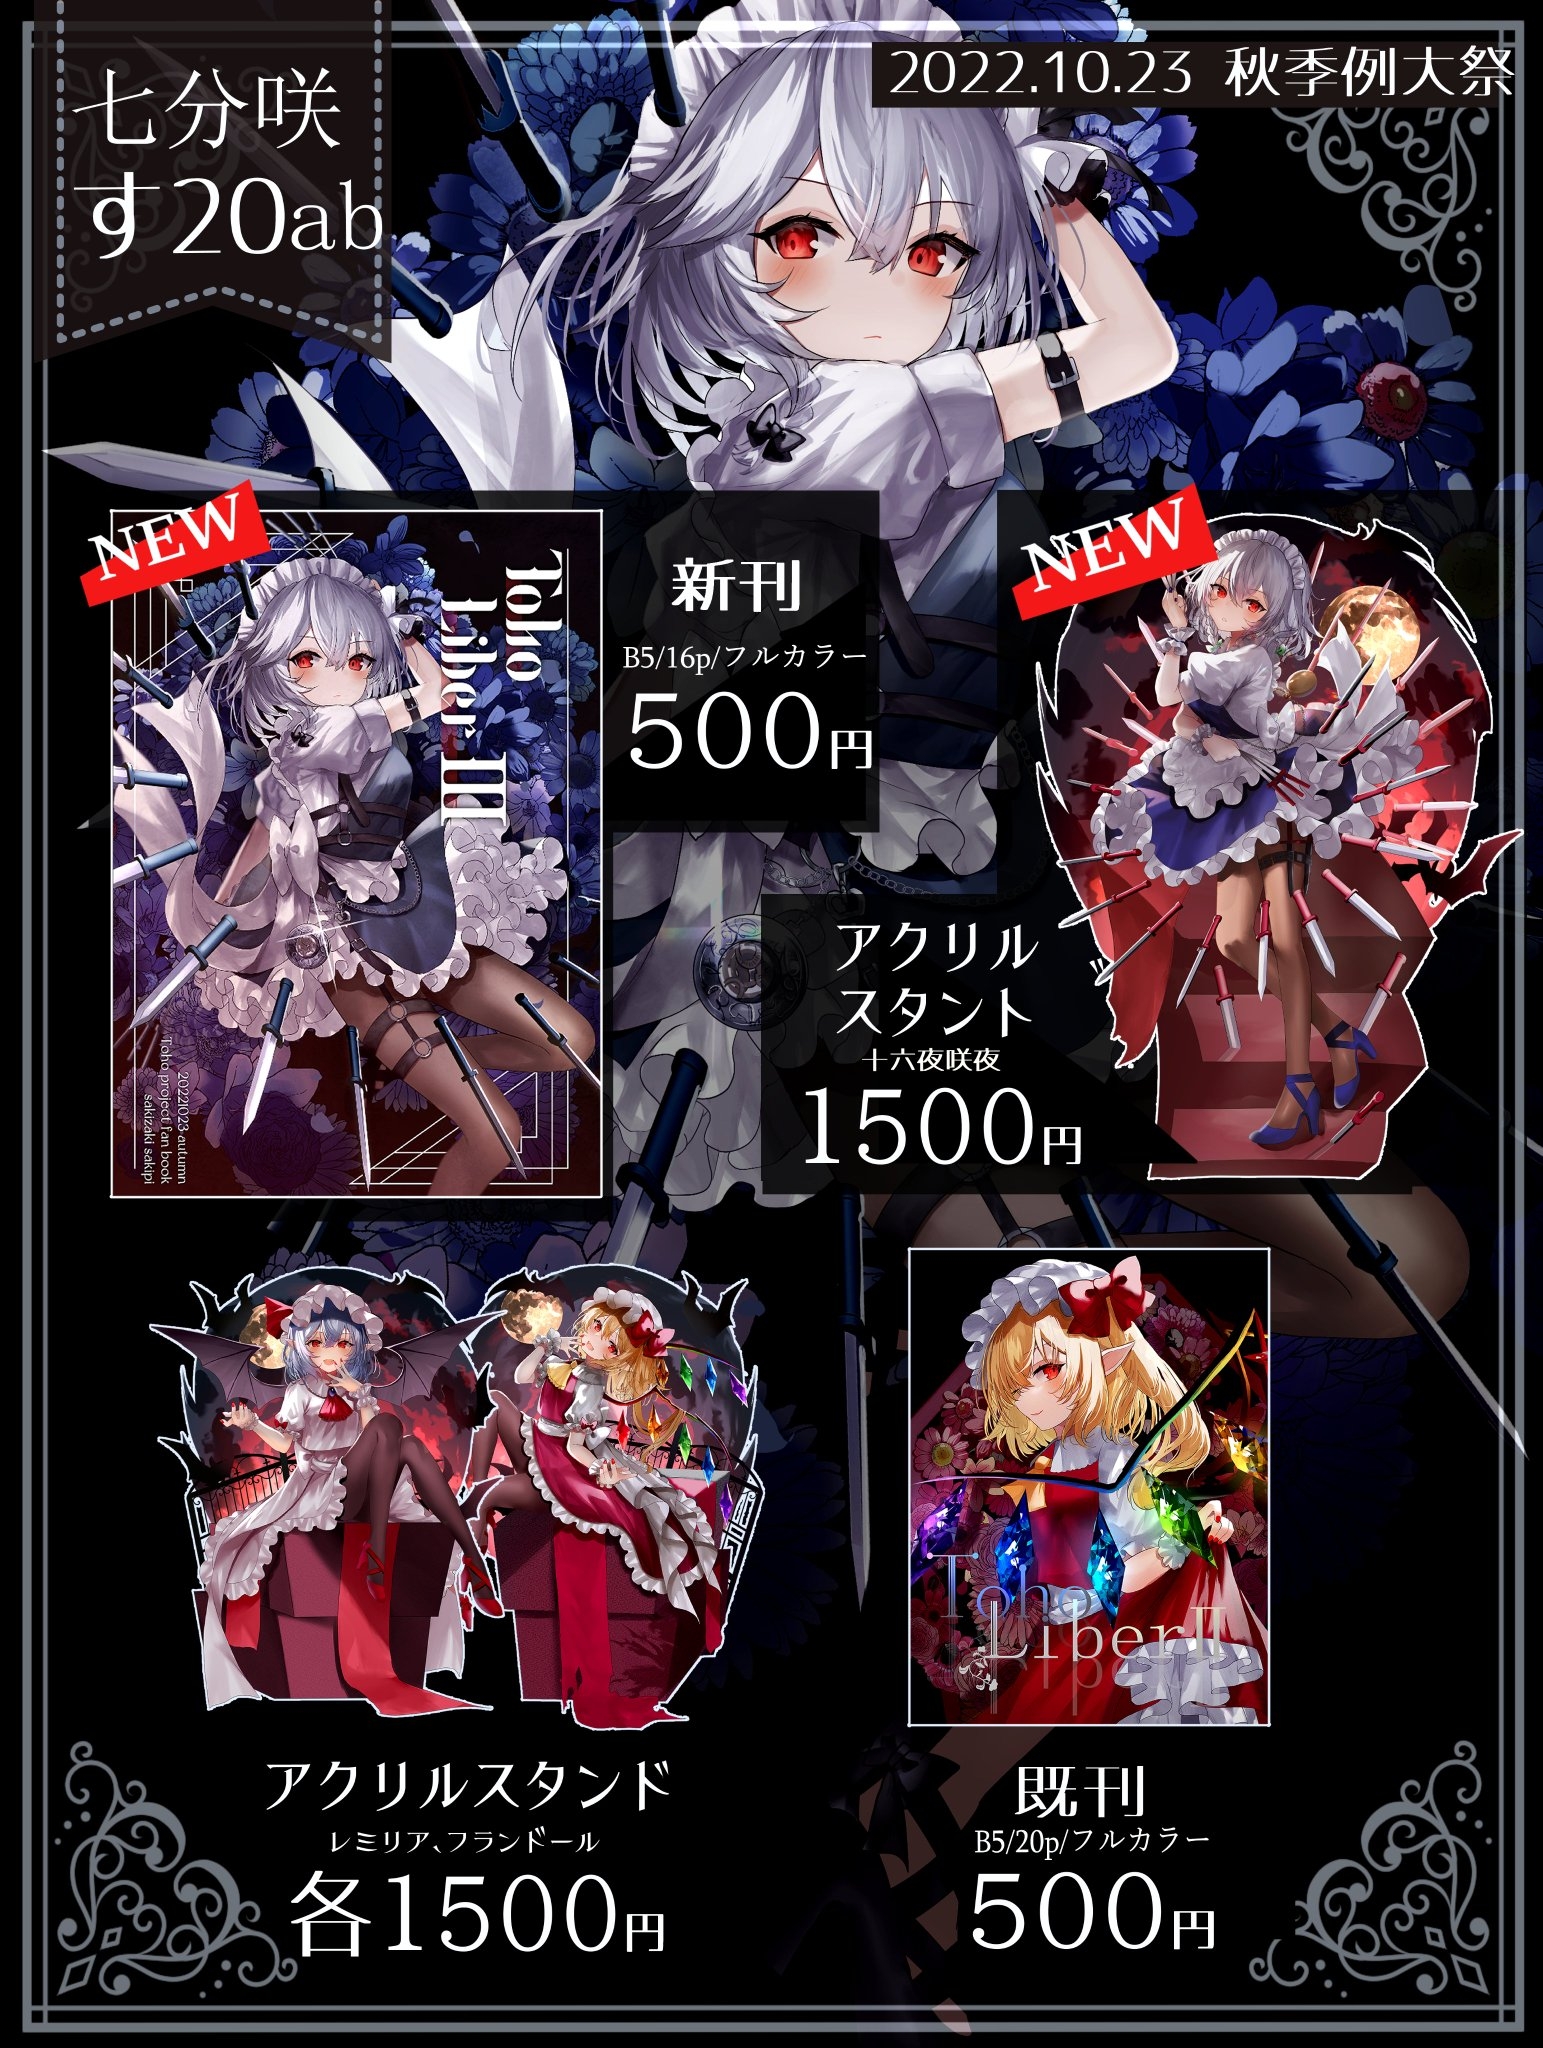 2022.10.23 秋季例大祭
七分咲
す20ab
NEW
Toho
Liber III
20221023 autumn
Toho project fan book
sakizaki sakipi
新刊
B5/16p/フルカラー
500円
NEW
アクリル
スタント
十六夜咲夜
1500円
アクリルスタンド
レミリア、フランドール
各1500円
Toho
LiberⅡ
既刊
B5/20p/フルカラー
500円